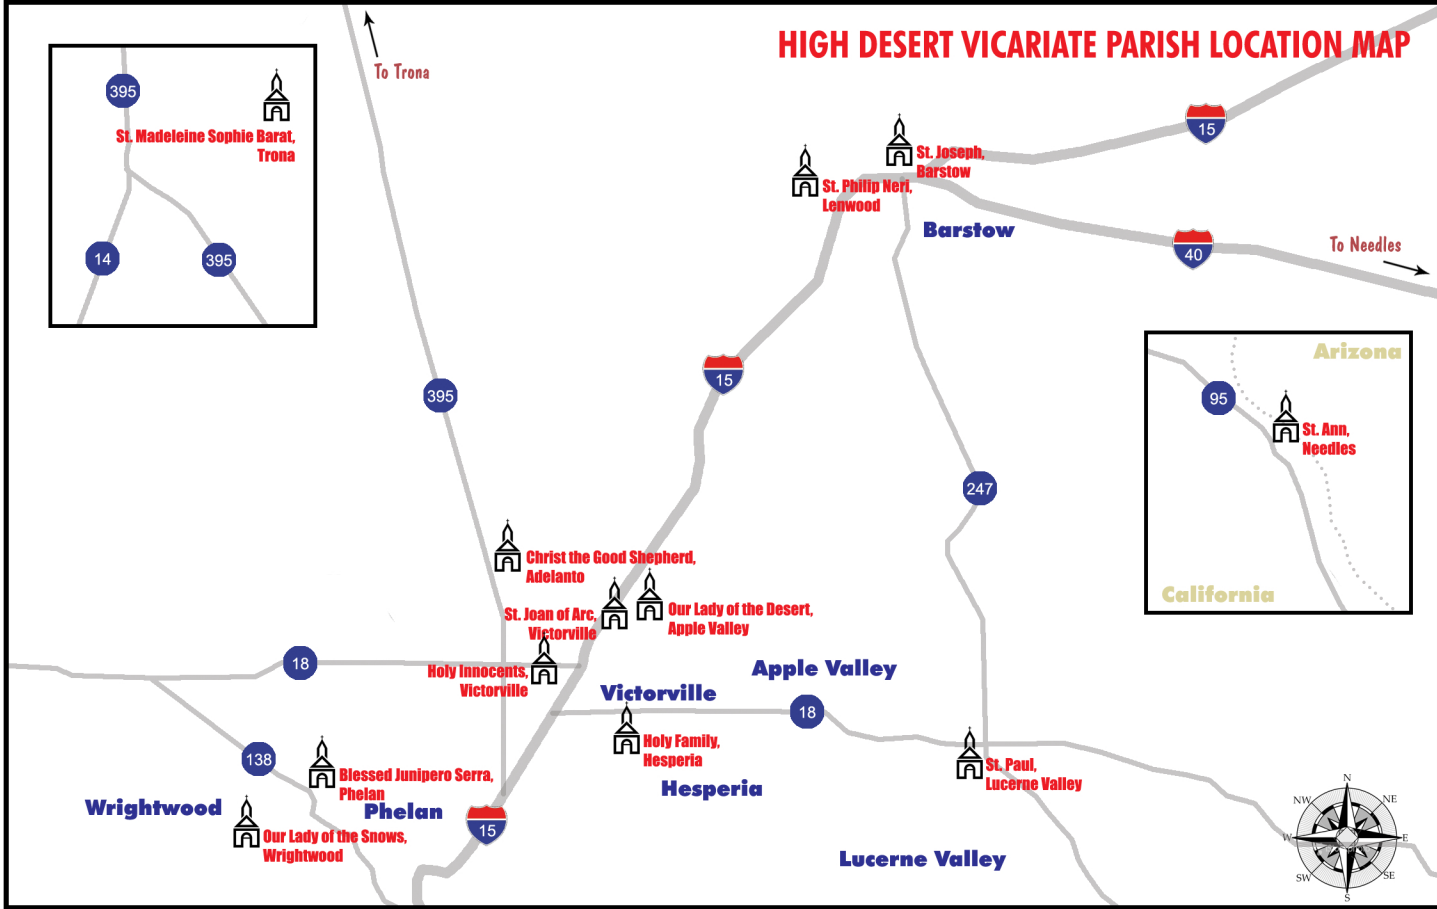 HIGH DESERT VICARIATE PARISH LOCATION MAP
To Trona
395
St. Madeleine Sophie Barat,
Trona
14
395
15
St. Joseph,
Barstow
St. Philip Neri,
Lenwood
Barstow
40
To Needles
Arizona
95
St. Ann,
Needles
California
395
15
247
Christ the Good Shepherd,
Adelanto
St. Joan of Arc,
Victorville
Our Lady of the Desert,
Apple Valley
18
Holy Innocents,
Victorville
Victorville
Apple Valley
18
Holy Family,
Hesperia
Hesperia
St. Paul,
Lucerne Valley
Lucerne Valley
138
Blessed Junipero Serra,
Phelan
Phelan
Wrightwood
Our Lady of the Snows,
Wrightwood
15
N
NW
NE
W
E
SW
SE
S